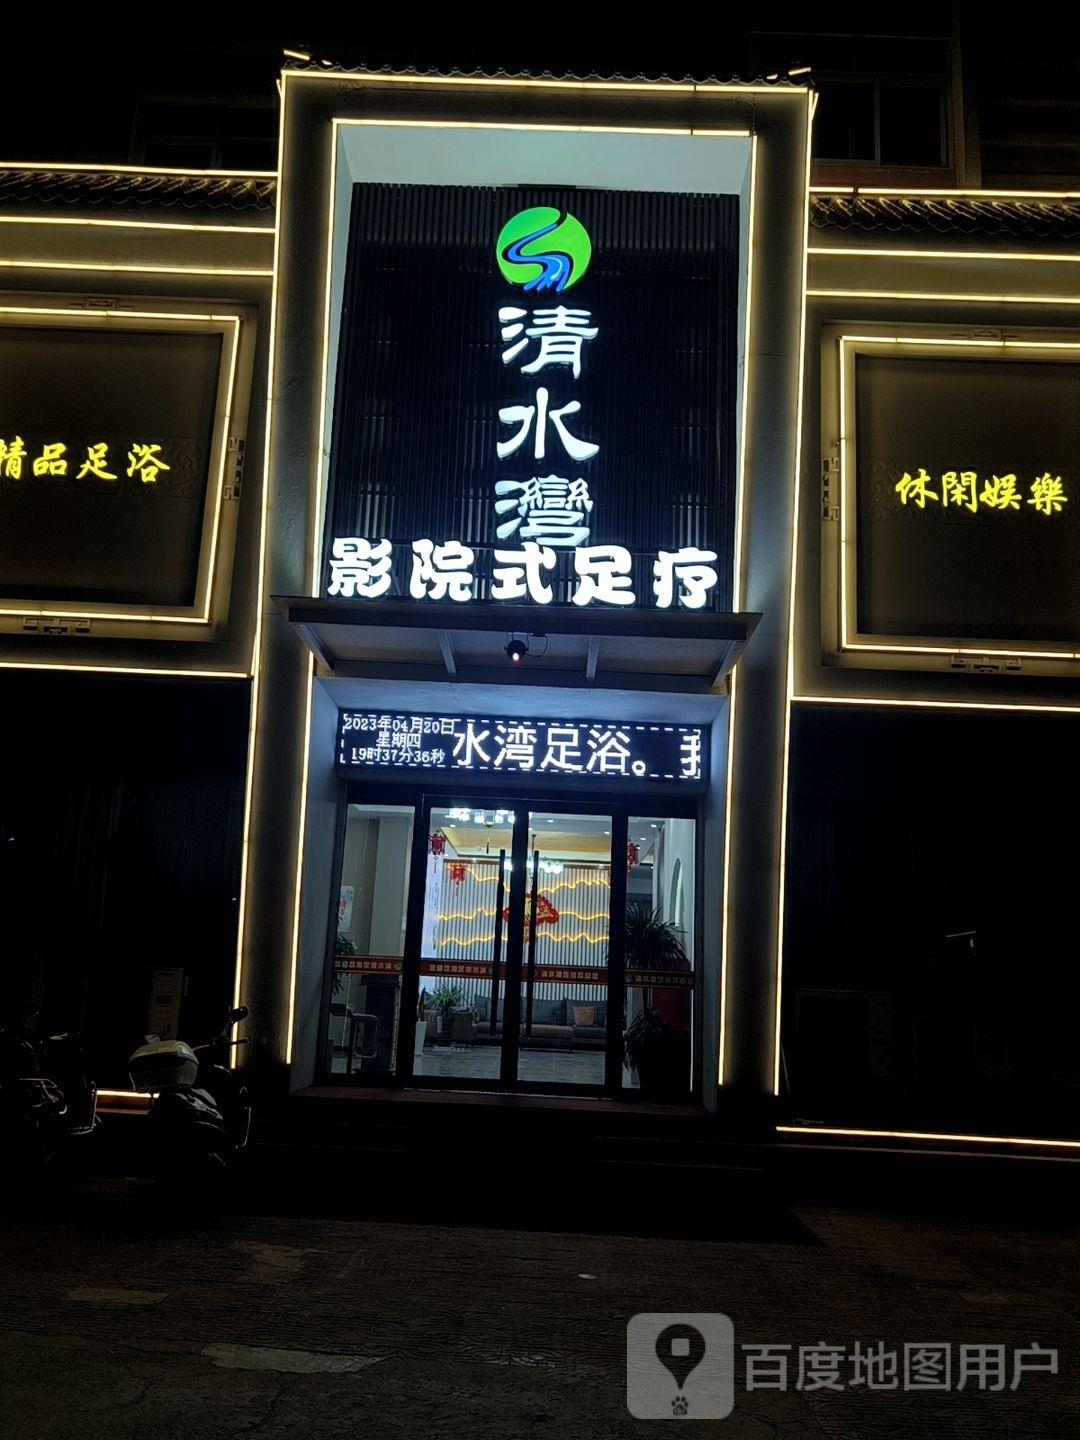 清水灣
影院式足疗
精品足浴
休閑娛樂
2023年04月20日
星期四
19时37分36秒
水湾足浴。
百度地图用户